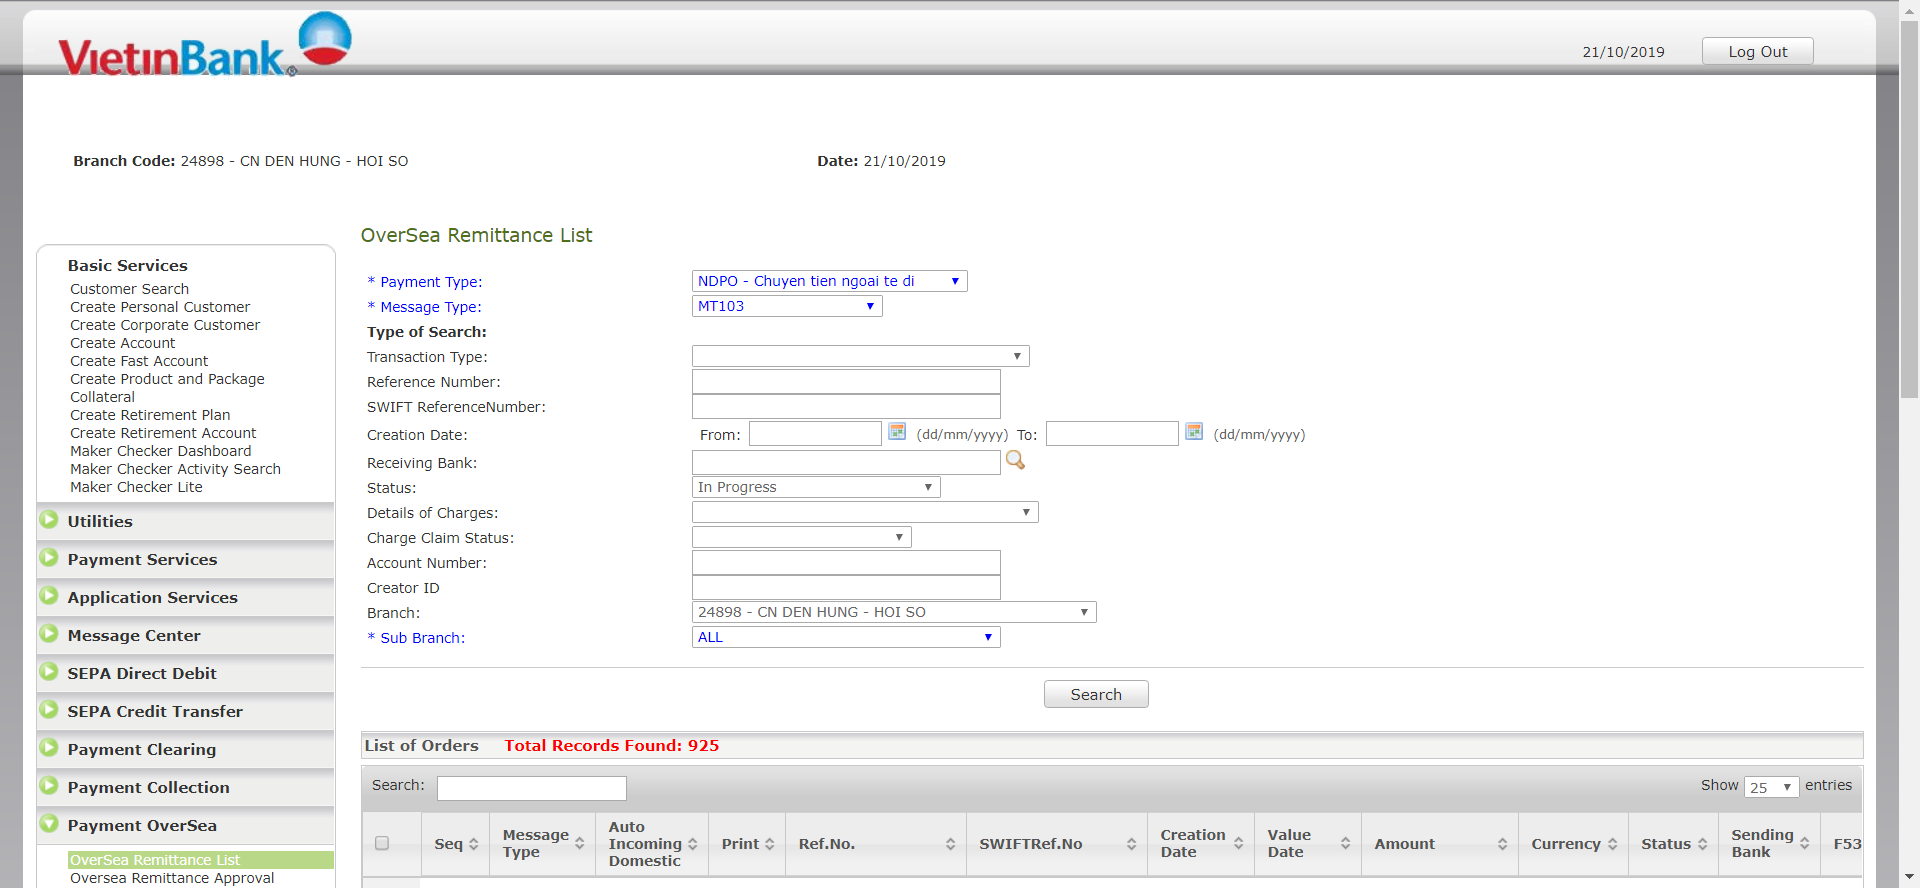 VietinBank®
21/10/2019
Log Out
Branch Code: 24898 - CN DEN HUNG - HOI SO
Date: 21/10/2019
Basic Services
Customer Search
Create Personal Customer
Create Corporate Customer
Create Account
Create Fast Account
Create Product and Package
Collateral
Create Retirement Plan
Create Retirement Account
Maker Checker Dashboard
Maker Checker Activity Search
Maker Checker Lite
Utilities
Payment Services
Application Services
Message Center
SEPA Direct Debit
SEPA Credit Transfer
Payment Clearing
Payment Collection
Payment OverSea
OverSea Remittance List
Oversea Remittance Approval
OverSea Remittance List
* Payment Type: NDPO - Chuyen tien ngoai te di
* Message Type: MT103
Type of Search:
Transaction Type:
Reference Number:
SWIFT ReferenceNumber:
Creation Date: From: (dd/mm/yyyy) To: (dd/mm/yyyy)
Receiving Bank:
Status: In Progress
Details of Charges:
Charge Claim Status:
Account Number:
Creator ID
Branch: 24898 - CN DEN HUNG - HOI SO
* Sub Branch: ALL
Search
List of Orders Total Records Found: 925
Search:
Show 25 entries
Seq
Message
Type
Auto
Incoming
Domestic
Print
Ref.No.
SWIFTRef.No
Creation
Date
Value
Date
Amount
Currency
Status
Sending
Bank
F53